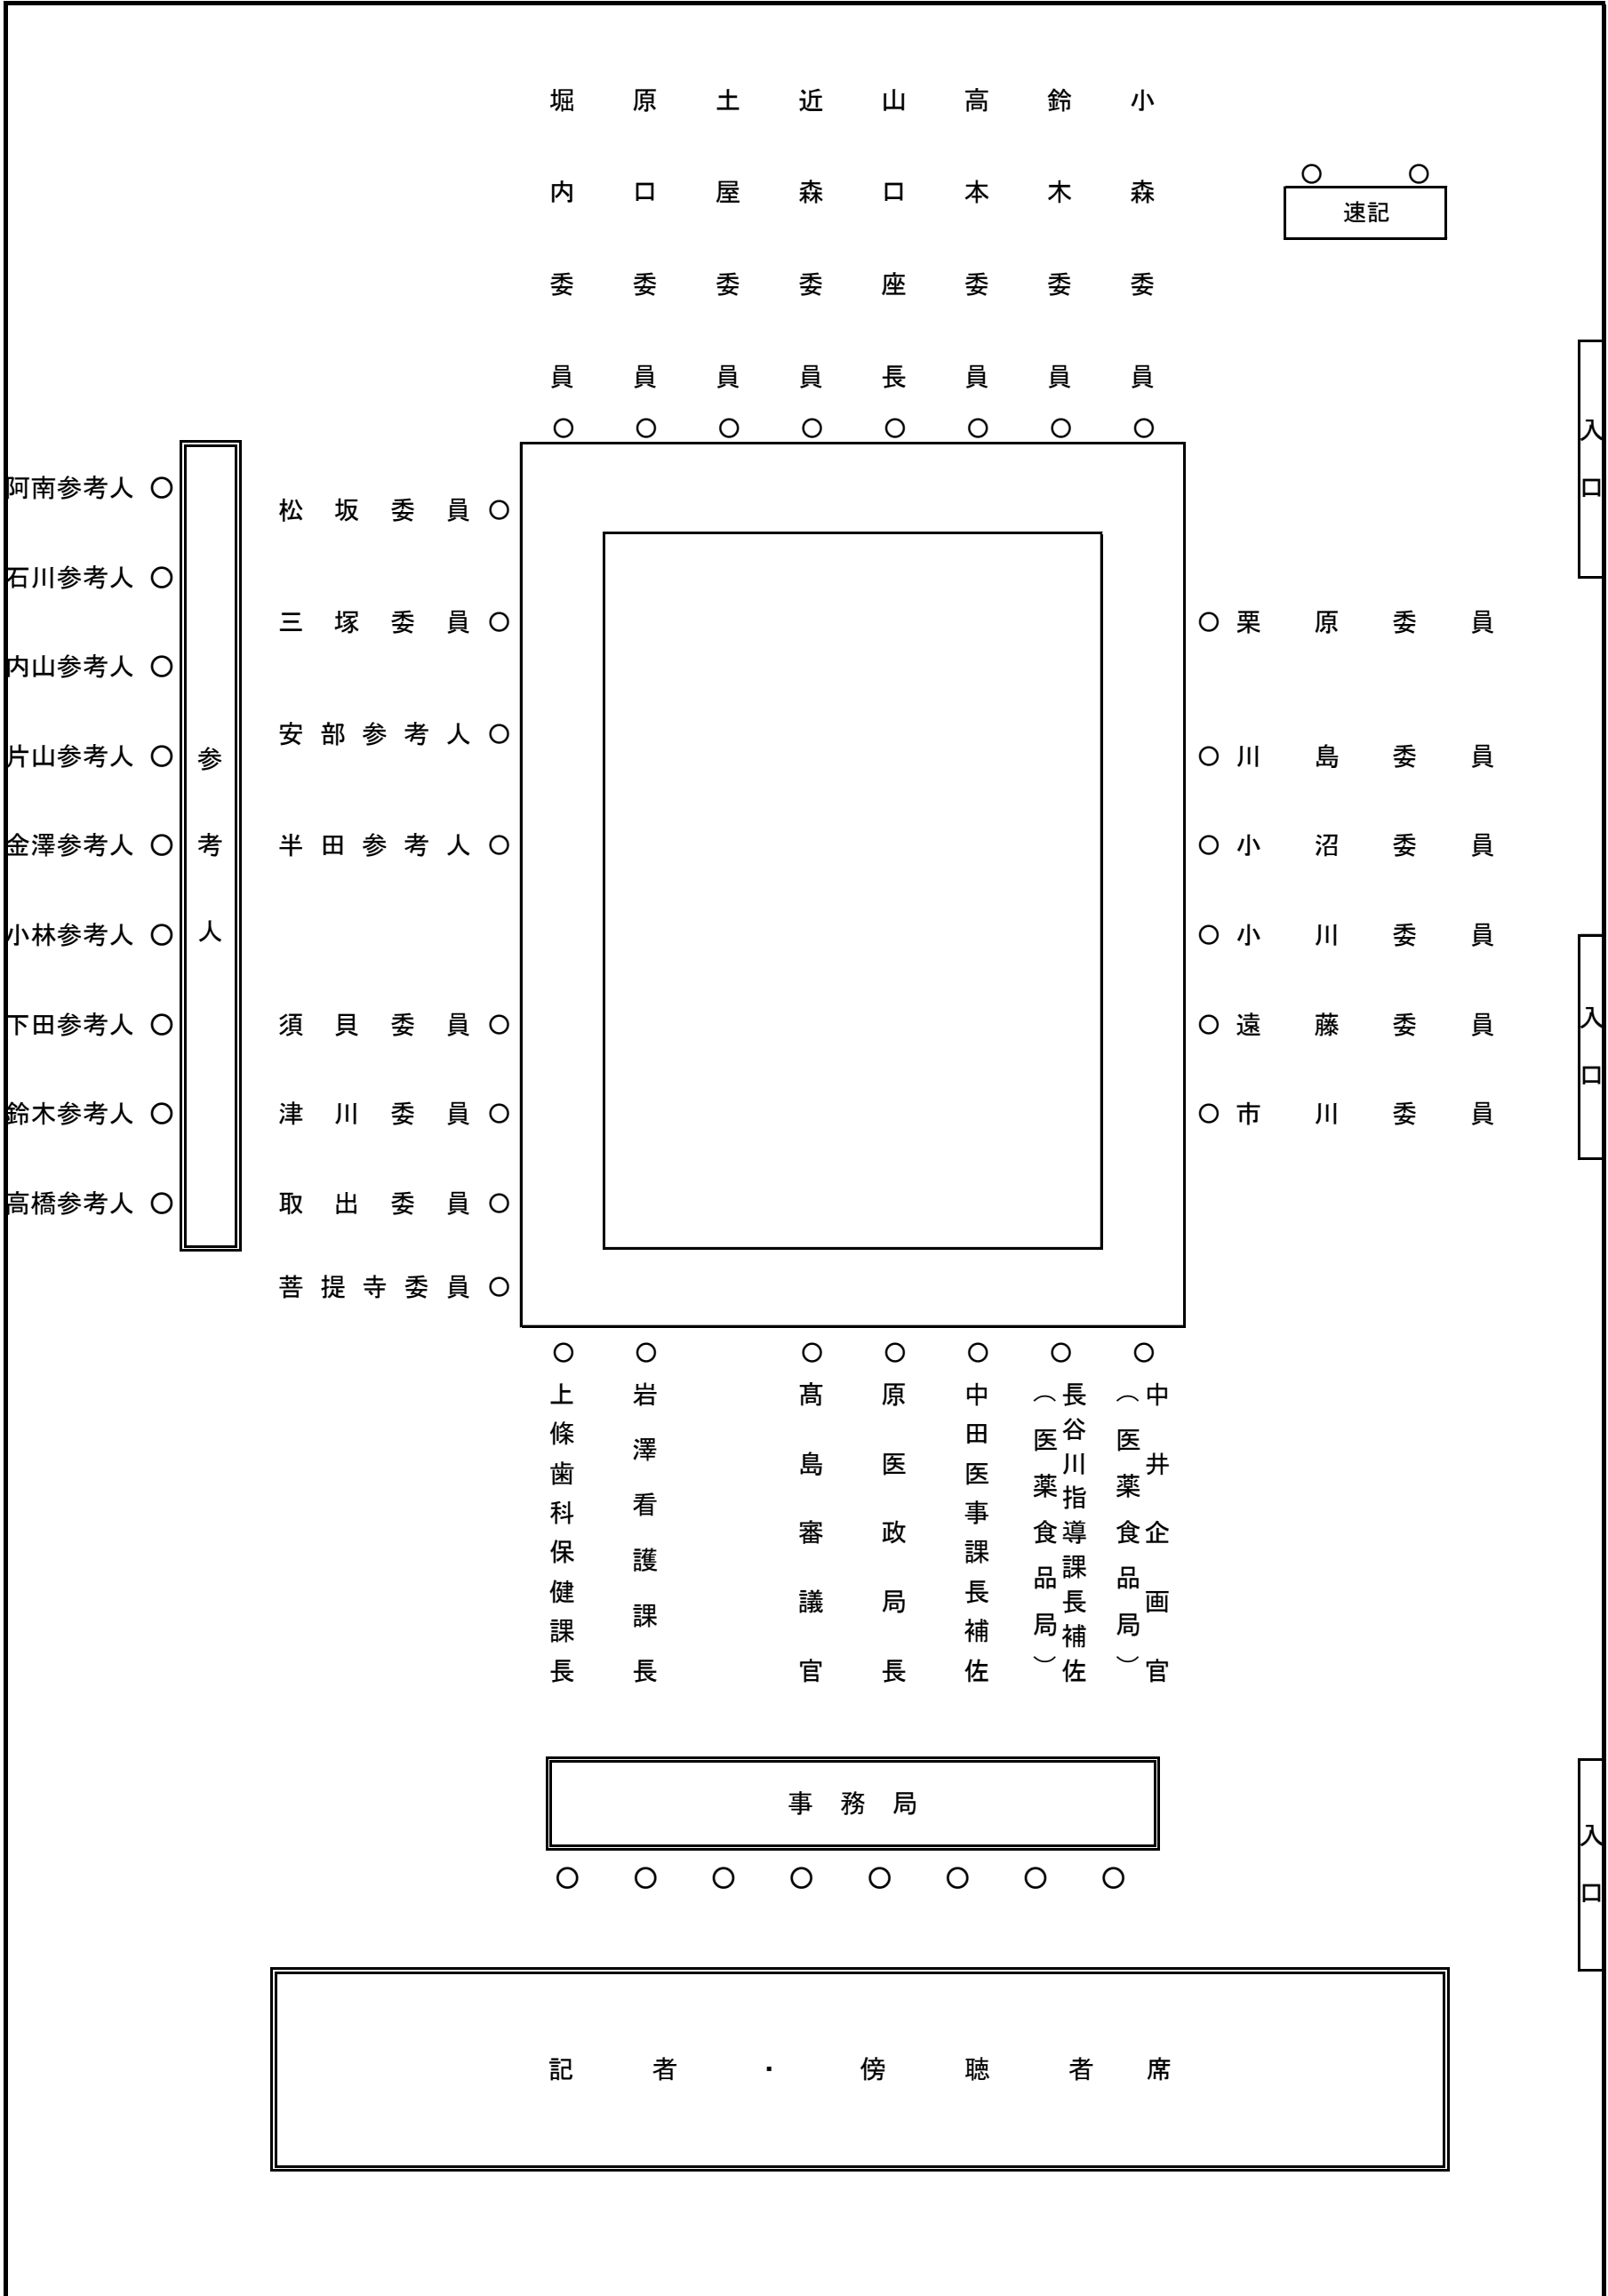 堀内委員
原口委員
土屋委員
近森委員
山口座長
高本委員
鈴木委員
小森委員
速記
入口
阿南参考人
石川参考人
内山参考人
片山参考人
金澤参考人
小林参考人
下田参考人
鈴木参考人
高橋参考人
参考人
松坂委員
三塚委員
安部参考人
半田参考人
須貝委員
津川委員
取出委員
菩提寺委員
栗原委員
川島委員
小沼委員
小川委員
遠藤委員
市川委員
入口
上條歯科保健課長
岩澤看護課長
髙島審議官
原医政局長
中田医事課長補佐
長谷川指導課長補佐
（医薬食品局）
中井企画官
（医薬食品局）
事務局
入口
記者・傍聴者席